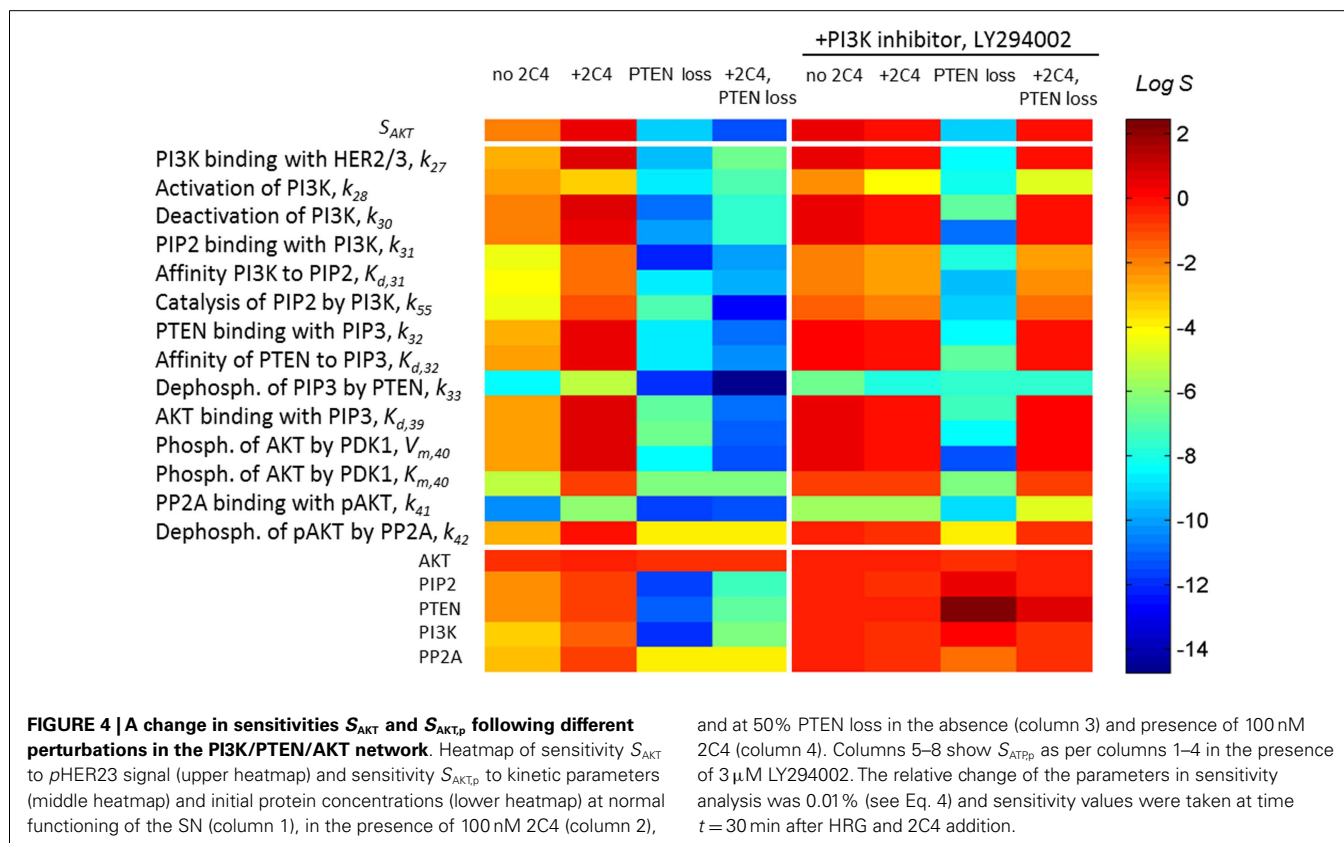 +PI3K inhibitor, LY294002
no 2C4 +2C4 PTEN loss +2C4, PTEN loss no 2C4 +2C4 PTEN loss +2C4, PTEN loss
Log S
S_AKT
PI3K binding with HER2/3, k_27
Activation of PI3K, k_28
Deactivation of PI3K, k_30
PIP2 binding with PI3K, k_31
Affinity PI3K to PIP2, K_d,31
Catalysis of PIP2 by PI3K, k_55
PTEN binding with PIP3, k_32
Affinity of PTEN to PIP3, K_d,32
Dephosph. of PIP3 by PTEN, k_33
AKT binding with PIP3, K_d,39
Phosph. of AKT by PDK1, V_m,40
Phosph. of AKT by PDK1, K_m,40
PP2A binding with pAKT, k_41
Dephosph. of pAKT by PP2A, k_42
AKT
PIP2
PTEN
PI3K
PP2A
2
0
-2
-4
-6
-8
-10
-12
-14
FIGURE 4 | A change in sensitivities S_AKT and S_AKT,p following different
perturbations in the PI3K/PTEN/AKT network. Heatmap of sensitivity S_AKT
to pHER23 signal (upper heatmap) and sensitivity S_AKT,p to kinetic parameters
(middle heatmap) and initial protein concentrations (lower heatmap) at normal
functioning of the SN (column 1), in the presence of 100 nM 2C4 (column 2),
and at 50% PTEN loss in the absence (column 3) and presence of 100 nM
2C4 (column 4). Columns 5–8 show S_ATP,p as per columns 1–4 in the presence
of 3 μM LY294002. The relative change of the parameters in sensitivity
analysis was 0.01% (see Eq. 4) and sensitivity values were taken at time
t = 30 min after HRG and 2C4 addition.